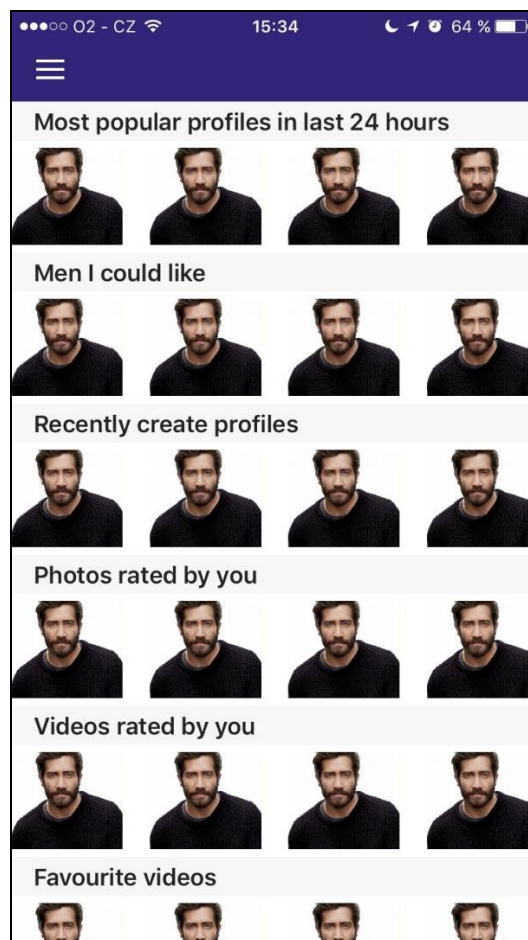 O2 - CZ 15:34 64 %
Most popular profiles in last 24 hours
Men I could like
Recently create profiles
Photos rated by you
Videos rated by you
Favourite videos